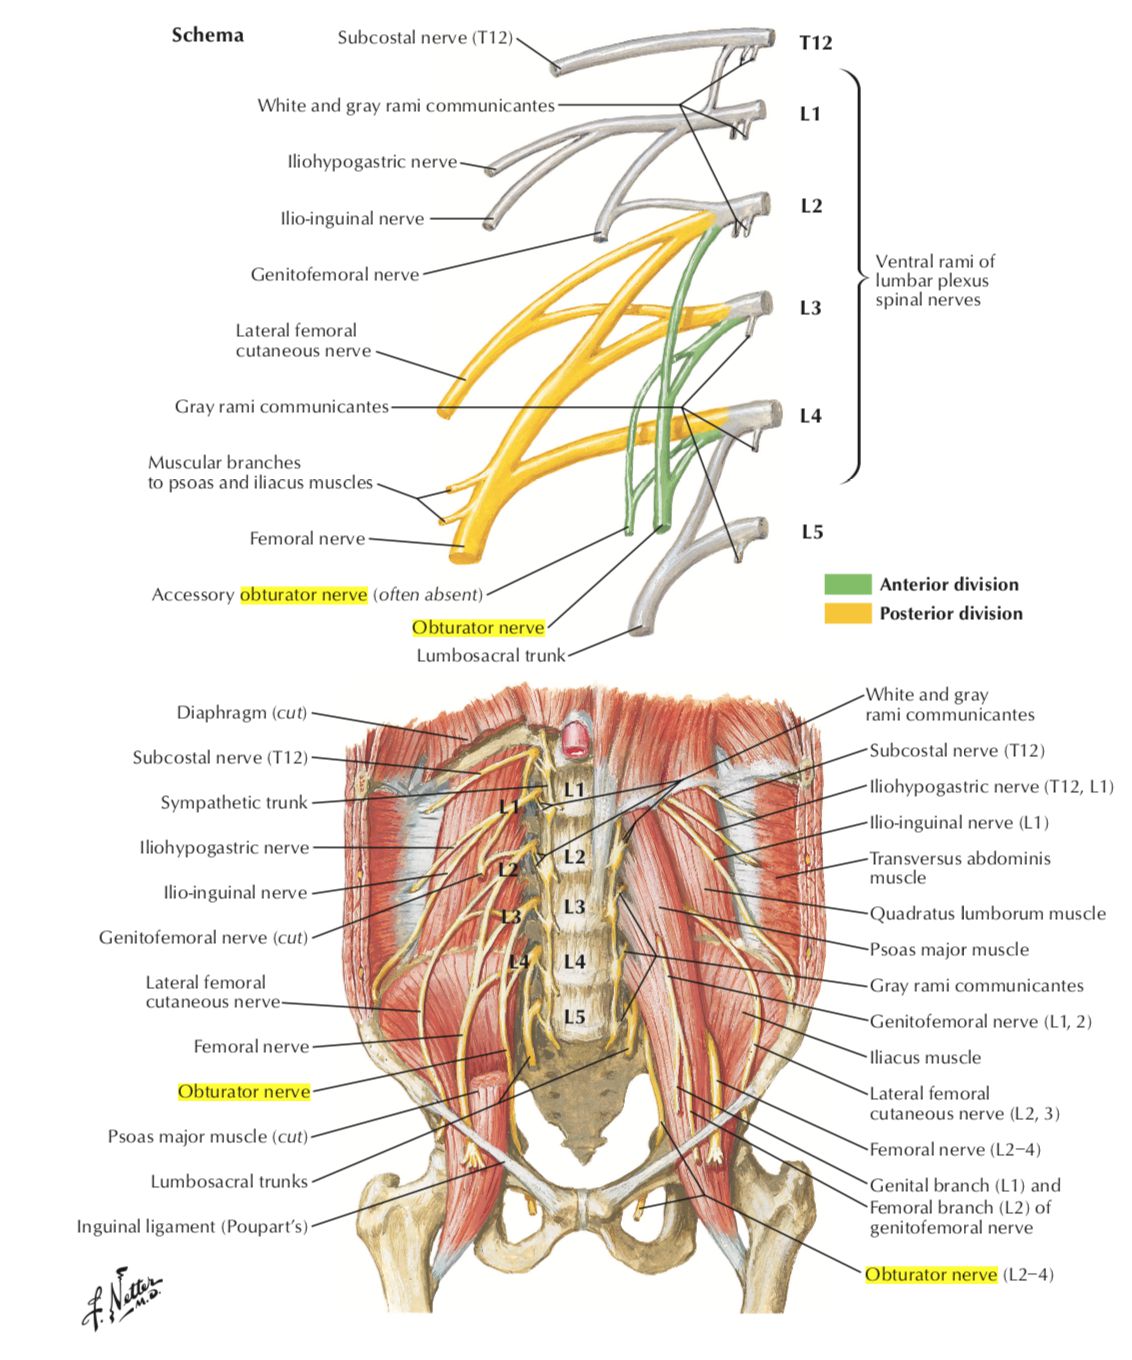 Schema
Subcostal nerve (T12)
T12
White and gray rami communicantes
L1
Iliohypogastric nerve
L2
Ilio-inguinal nerve
Genitofemoral nerve
Ventral rami of
lumbar plexus
spinal nerves
L3
Lateral femoral
cutaneous nerve
Gray rami communicantes
L4
Muscular branches
to psoas and iliacus muscles
L5
Femoral nerve
Anterior division
Posterior division
Accessory obturator nerve (often absent)
Obturator nerve
Lumbosacral trunk
Diaphragm (cut)
Subcostal nerve (T12)
Sympathetic trunk
Iliohypogastric nerve
Ilio-inguinal nerve
Genitofemoral nerve (cut)
Lateral femoral
cutaneous nerve
Femoral nerve
Obturator nerve
Psoas major muscle (cut)
Lumbosacral trunks
Inguinal ligament (Poupart's)
L1
L1
L2
L2
L3
L3
L4
L4
L5
White and gray
rami communicantes
Subcostal nerve (T12)
Iliohypogastric nerve (T12, L1)
Ilio-inguinal nerve (L1)
Transversus abdominis
muscle
Quadratus lumborum muscle
Psoas major muscle
Gray rami communicantes
Genitofemoral nerve (L1, 2)
Iliacus muscle
Lateral femoral
cutaneous nerve (L2, 3)
Femoral nerve (L2–4)
Genital branch (L1) and
Femoral branch (L2) of
genitofemoral nerve
Obturator nerve (L2–4)
F. Netter
M.D.